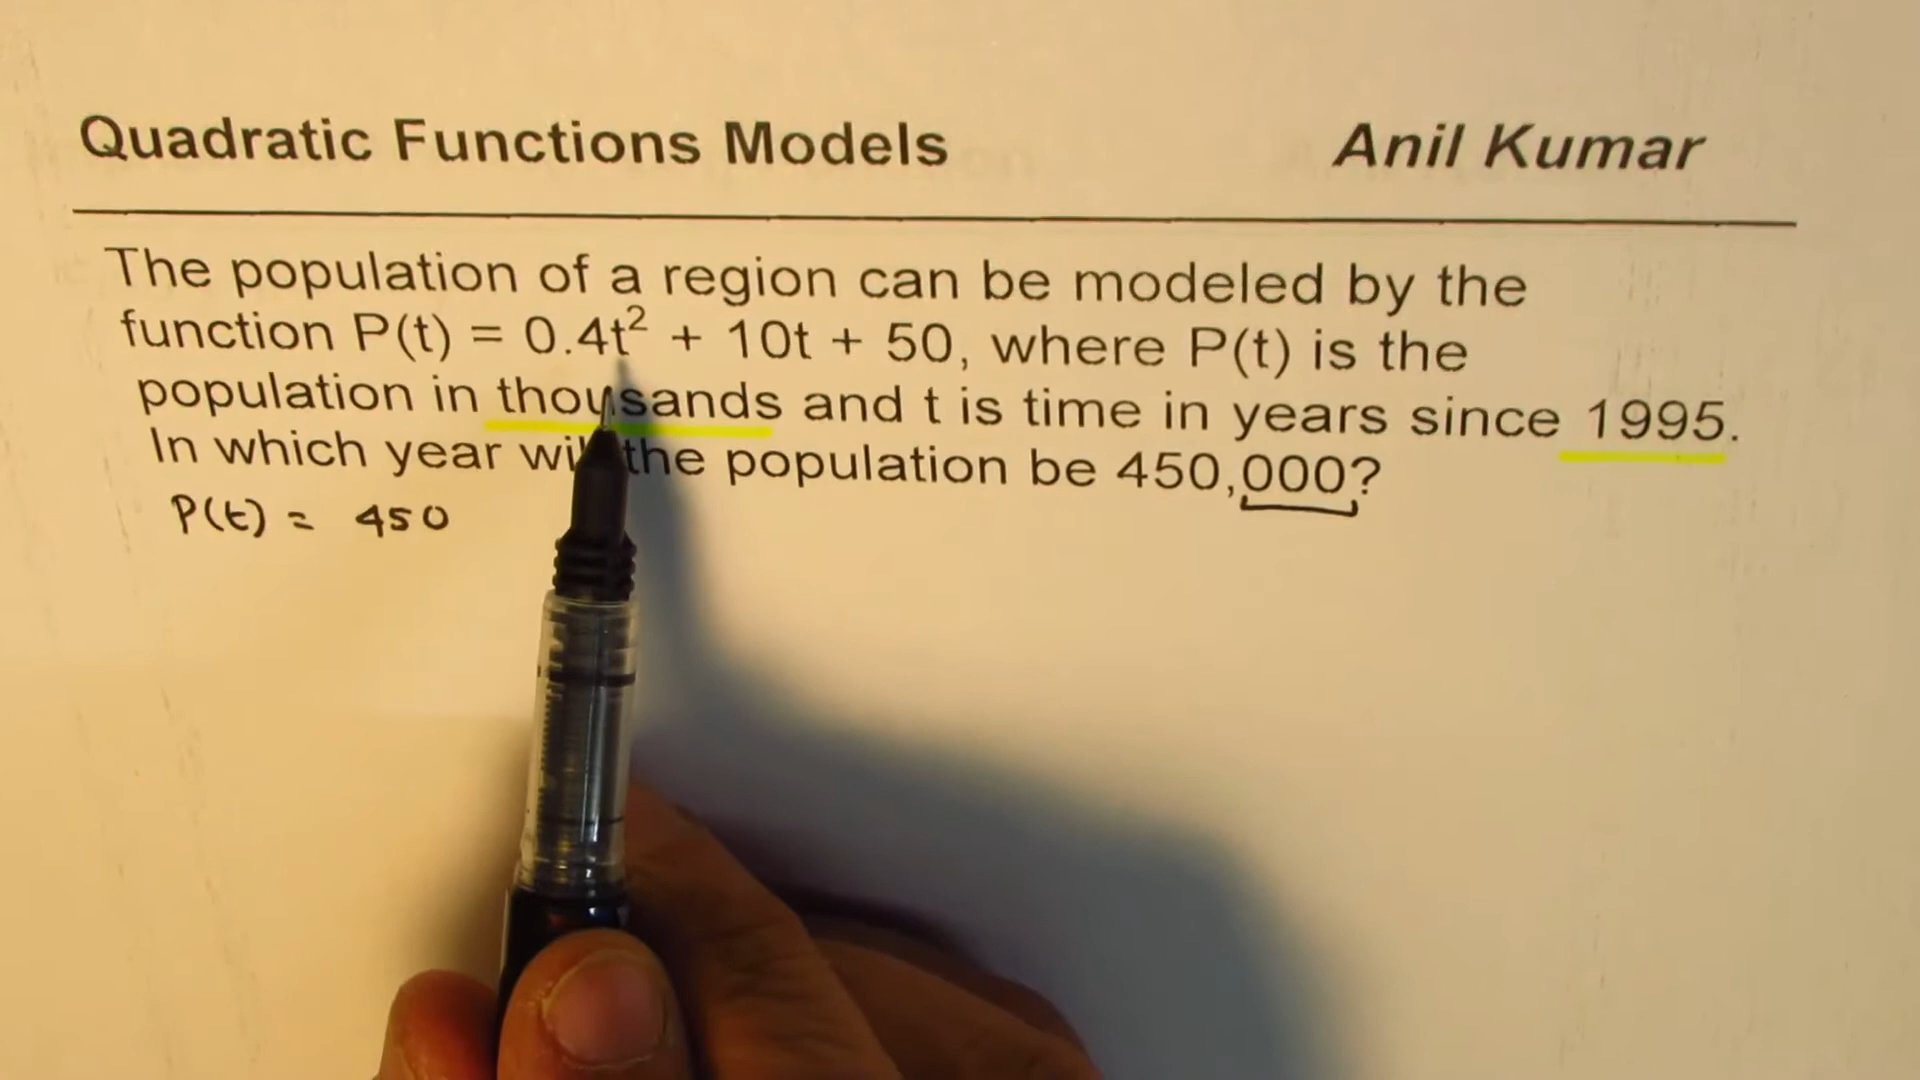 Quadratic Functions Models Anil Kumar
The population of a region can be modeled by the
function P(t) = 0.4t² + 10t + 50, where P(t) is the
population in thousands and t is time in years since 1995.
In which year will the population be 450,000?
P(t) = 450